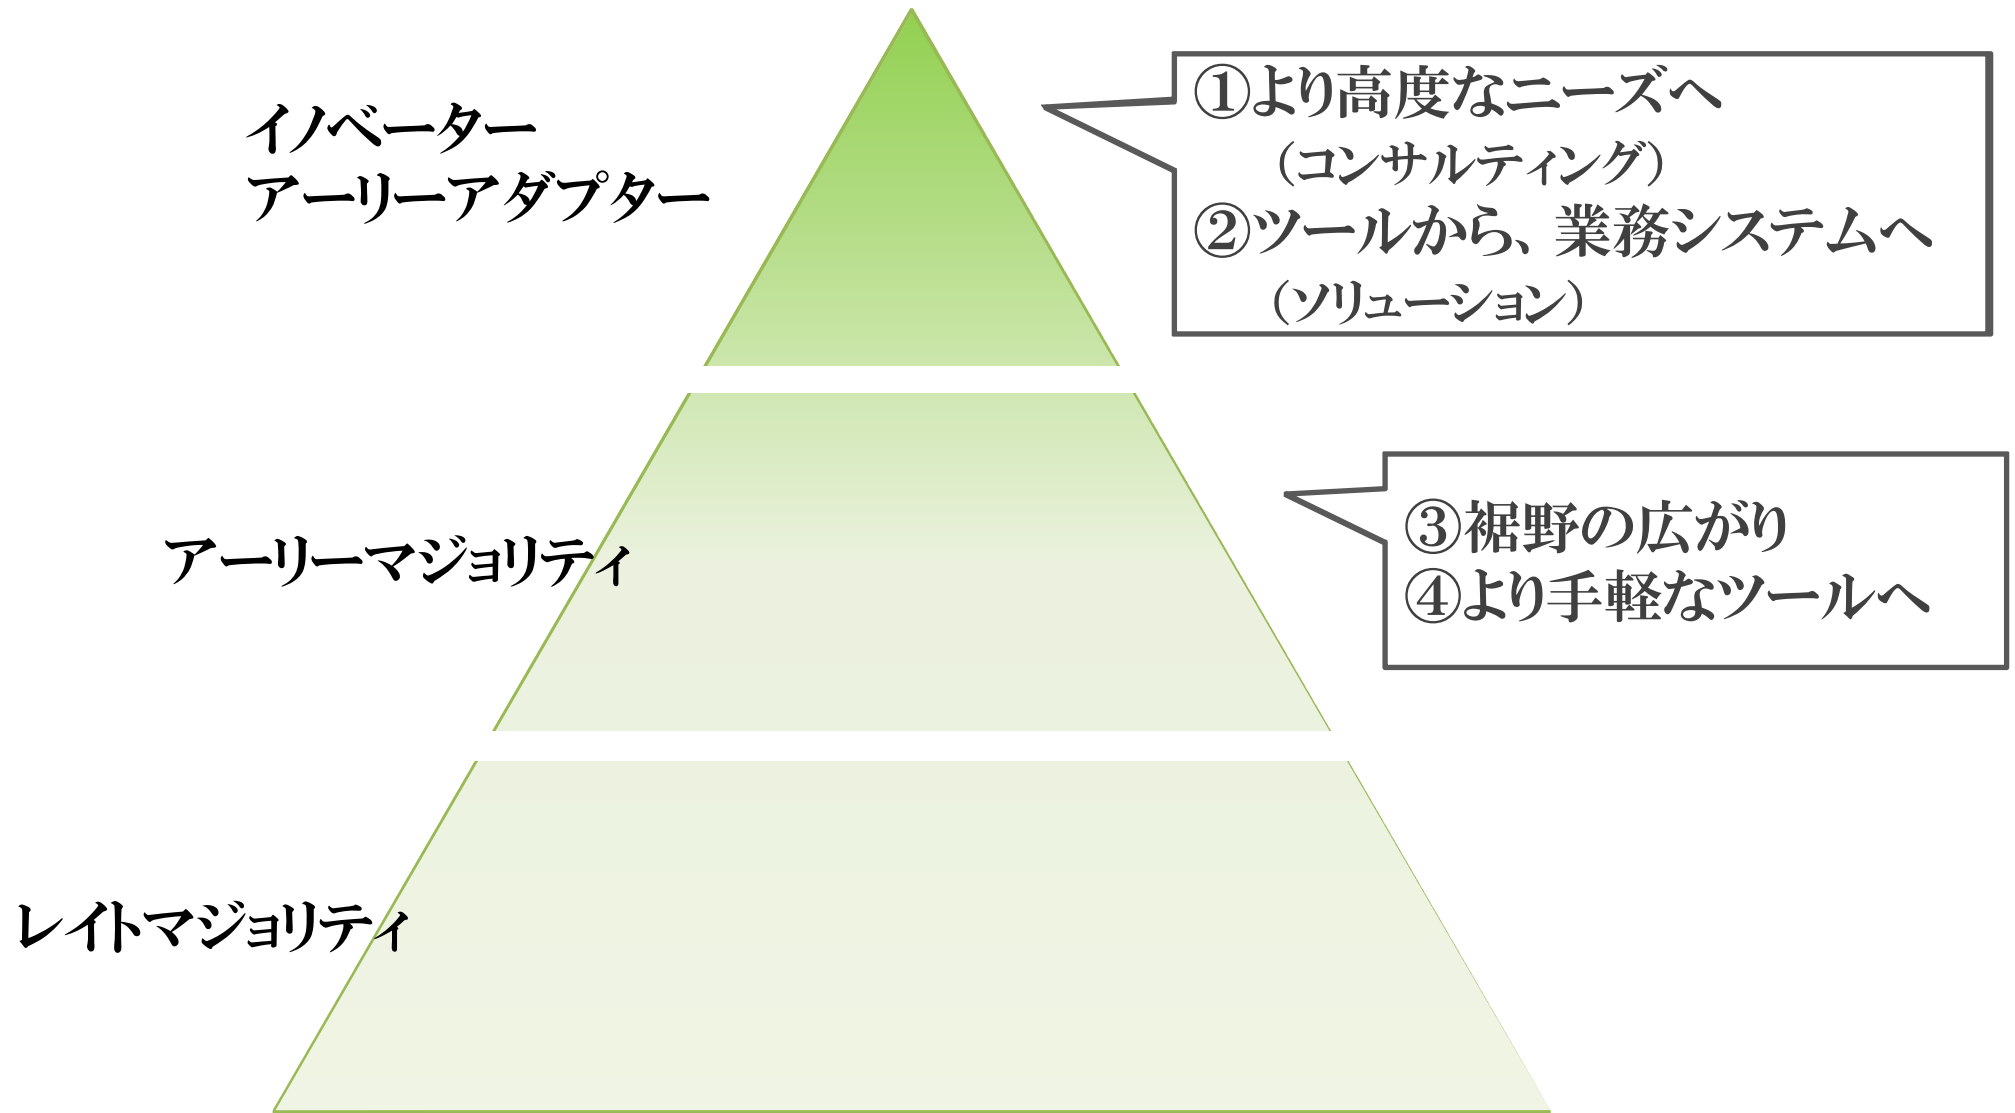 イノベーター
アーリーアダプター
①より高度なニーズへ
（コンサルティング）
②ツールから、業務システムへ
（ソリューション）
アーリーマジョリティ
③裾野の広がり
④より手軽なツールへ
レイトマジョリティ